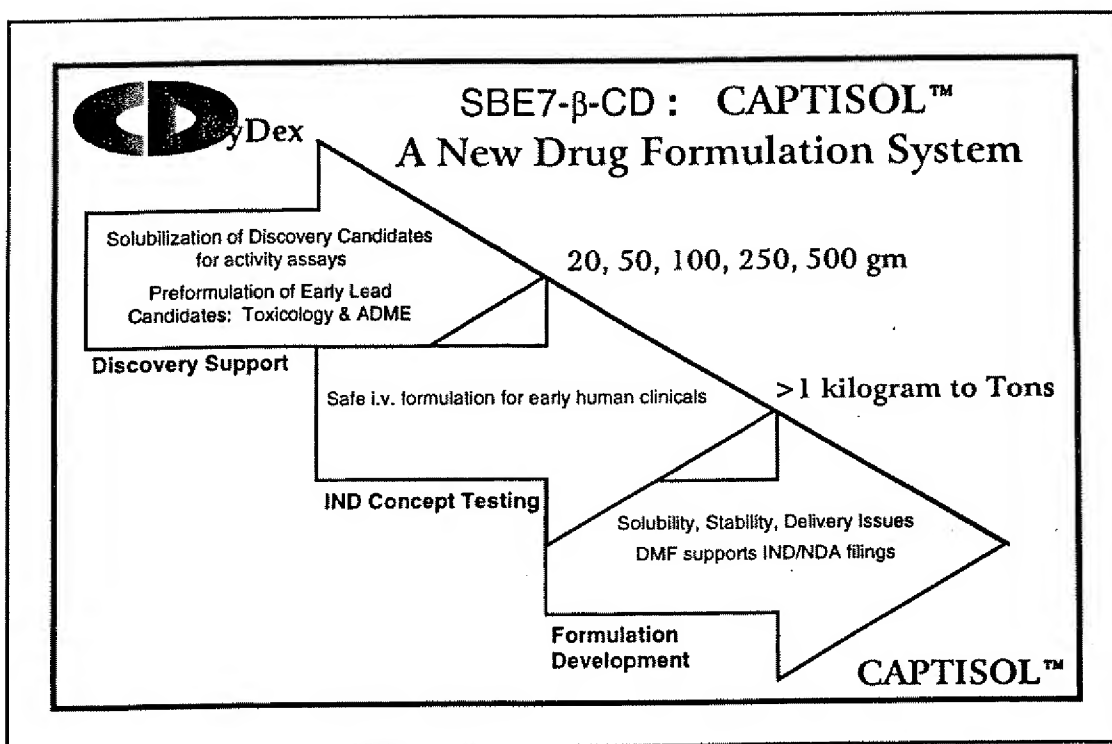 CyDex
SBE7-β-CD : CAPTISOL™
A New Drug Formulation System
Solubilization of Discovery Candidates
for activity assays
Preformulation of Early Lead
Candidates: Toxicology & ADME
20, 50, 100, 250, 500 gm
Discovery Support
Safe i.v. formulation for early human clinicals
>1 kilogram to Tons
IND Concept Testing
Solubility, Stability, Delivery Issues
DMF supports IND/NDA filings
Formulation
Development
CAPTISOL™